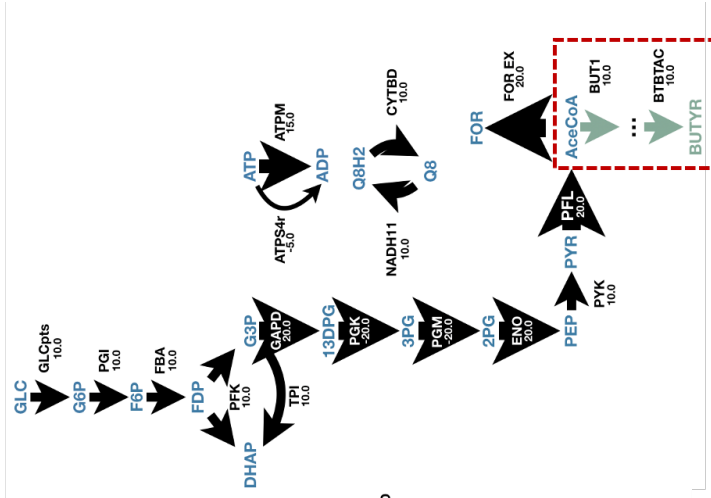 GLC
GLCpts
10.0
G6P
PGI
10.0
F6P
FBA
10.0
FDP
PFK
10.0
DHAP
TPI
10.0
G3P
GAPD
20.0
13DPG
PGK
-20.0
3PG
PGM
-20.0
2PG
ENO
20.0
PEP
PYK
10.0
PYR
PFL
20.0
ATP
ATPM
15.0
ATPS4r
-5.0
ADP
Q8H2
CYTBD
10.0
NADH11
10.0
Q8
FOR
FOR EX
20.0
AceCoA
BUT1
10.0
...
BTBTAC
10.0
BUTYR